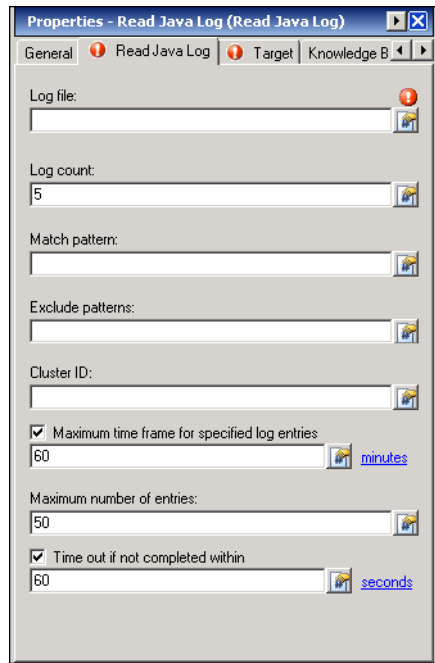 Properties - Read Java Log (Read Java Log)
General Read Java Log Target Knowledge B
Log file:
Log count:
5
Match pattern:
Exclude patterns:
Cluster ID:
Maximum time frame for specified log entries
60 minutes
Maximum number of entries:
50
Time out if not completed within
60 seconds